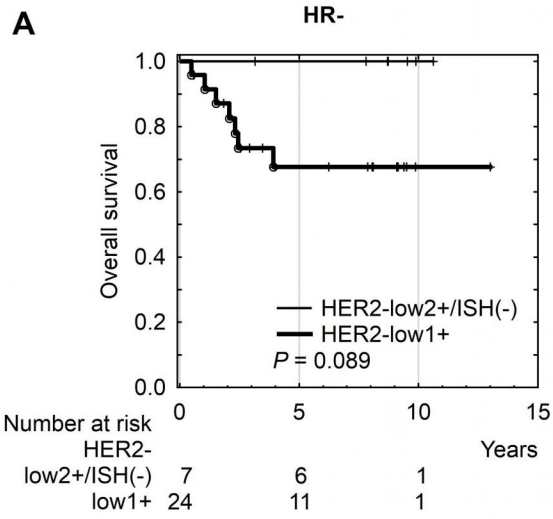 A
HR-
Overall survival
1.0
0.8
0.6
0.4
0.2
0.0
HER2-low2+/ISH(-)
HER2-low1+
P = 0.089
0 5 10 15
Years
Number at risk
HER2-
low2+/ISH(-) 7 6 1
low1+ 24 11 1